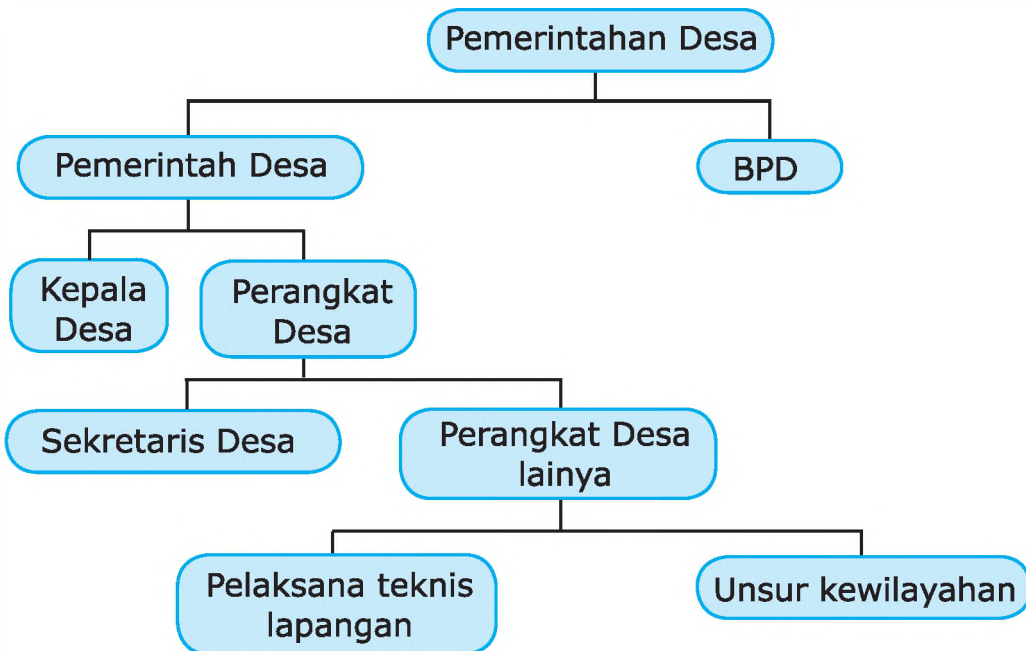 Pemerintahan Desa
Pemerintah Desa
BPD
Kepala
Desa
Perangkat
Desa
Sekretaris Desa
Perangkat Desa
lainya
Pelaksana teknis
lapangan
Unsur kewilayahan